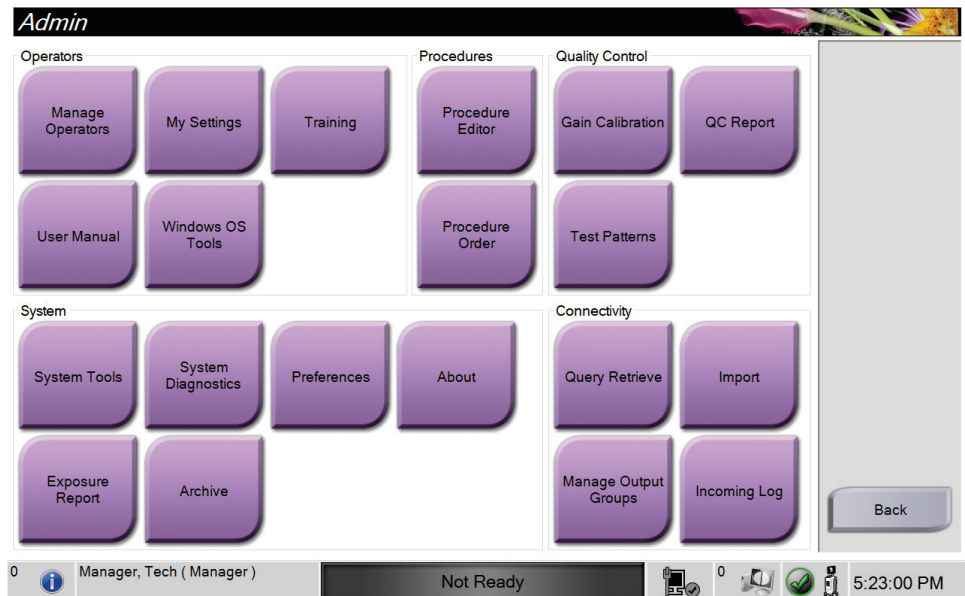 Admin
Operators
Manage
Operators
My Settings
Training
User Manual
Windows OS
Tools
Procedures
Procedure
Editor
Procedure
Order
Quality Control
Gain Calibration
QC Report
Test Patterns
System
System Tools
System
Diagnostics
Preferences
About
Exposure
Report
Archive
Connectivity
Query Retrieve
Import
Manage Output
Groups
Incoming Log
Back
0
Manager, Tech ( Manager )
Not Ready
0
5:23:00 PM